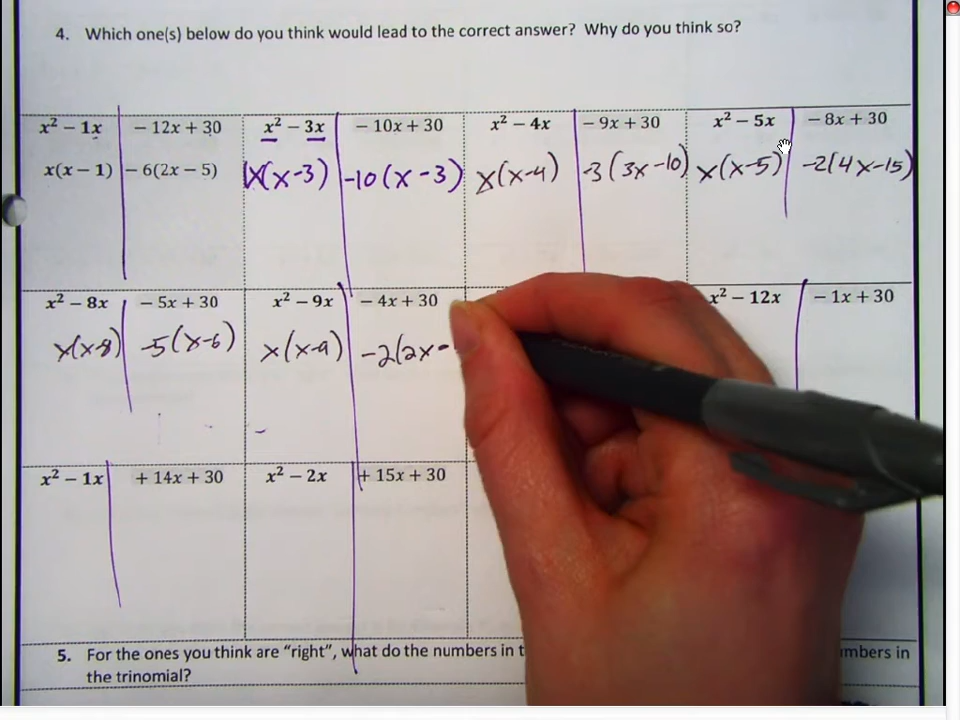 4. Which one(s) below do you think would lead to the correct answer? Why do you think so?
x² − 1x − 12x + 30 x² − 3x − 10x + 30 x² − 4x − 9x + 30 x² − 5x − 8x + 30
x(x − 1) − 6(2x − 5) x(x-3) -10(x-3) x(x-4) -3(3x-10) x(x-5) -2(4x-15)
x² − 8x − 5x + 30 x² − 9x − 4x + 30 x² − 12x − 1x + 30
x(x-8) -5(x-6) x(x-9) -2(2x-
x² − 1x + 14x + 30 x² − 2x + 15x + 30
5. For the ones you think are “right”, what do the numbers in
the trinomial?